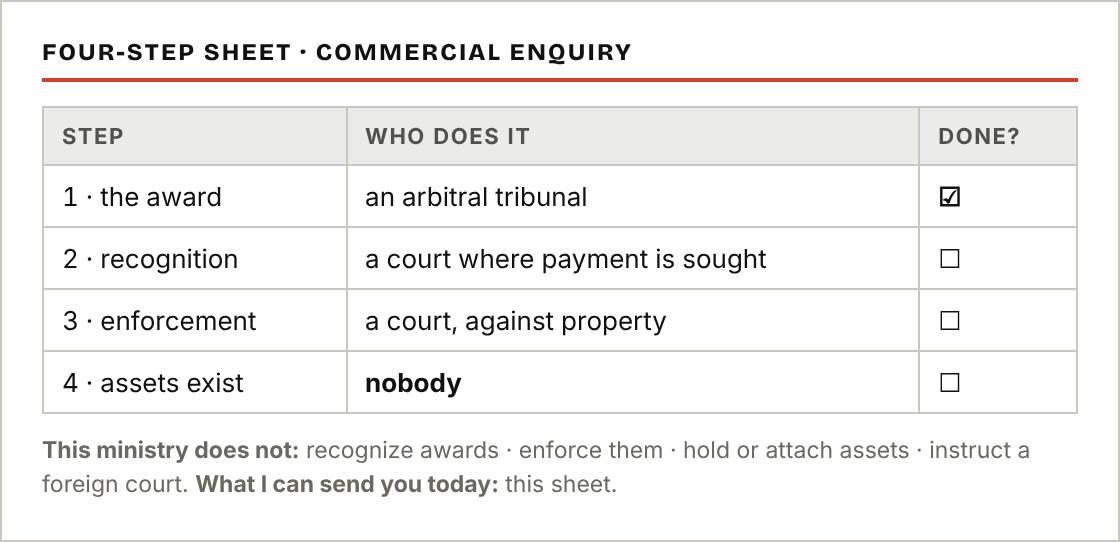 FOUR-STEP SHEET · COMMERCIAL ENQUIRY
STEP WHO DOES IT DONE?
1 · the award an arbitral tribunal ☑
2 · recognition a court where payment is sought ☐
3 · enforcement a court, against property ☐
4 · assets exist nobody ☐
This ministry does not: recognize awards · enforce them · hold or attach assets · instruct a
foreign court. What I can send you today: this sheet.